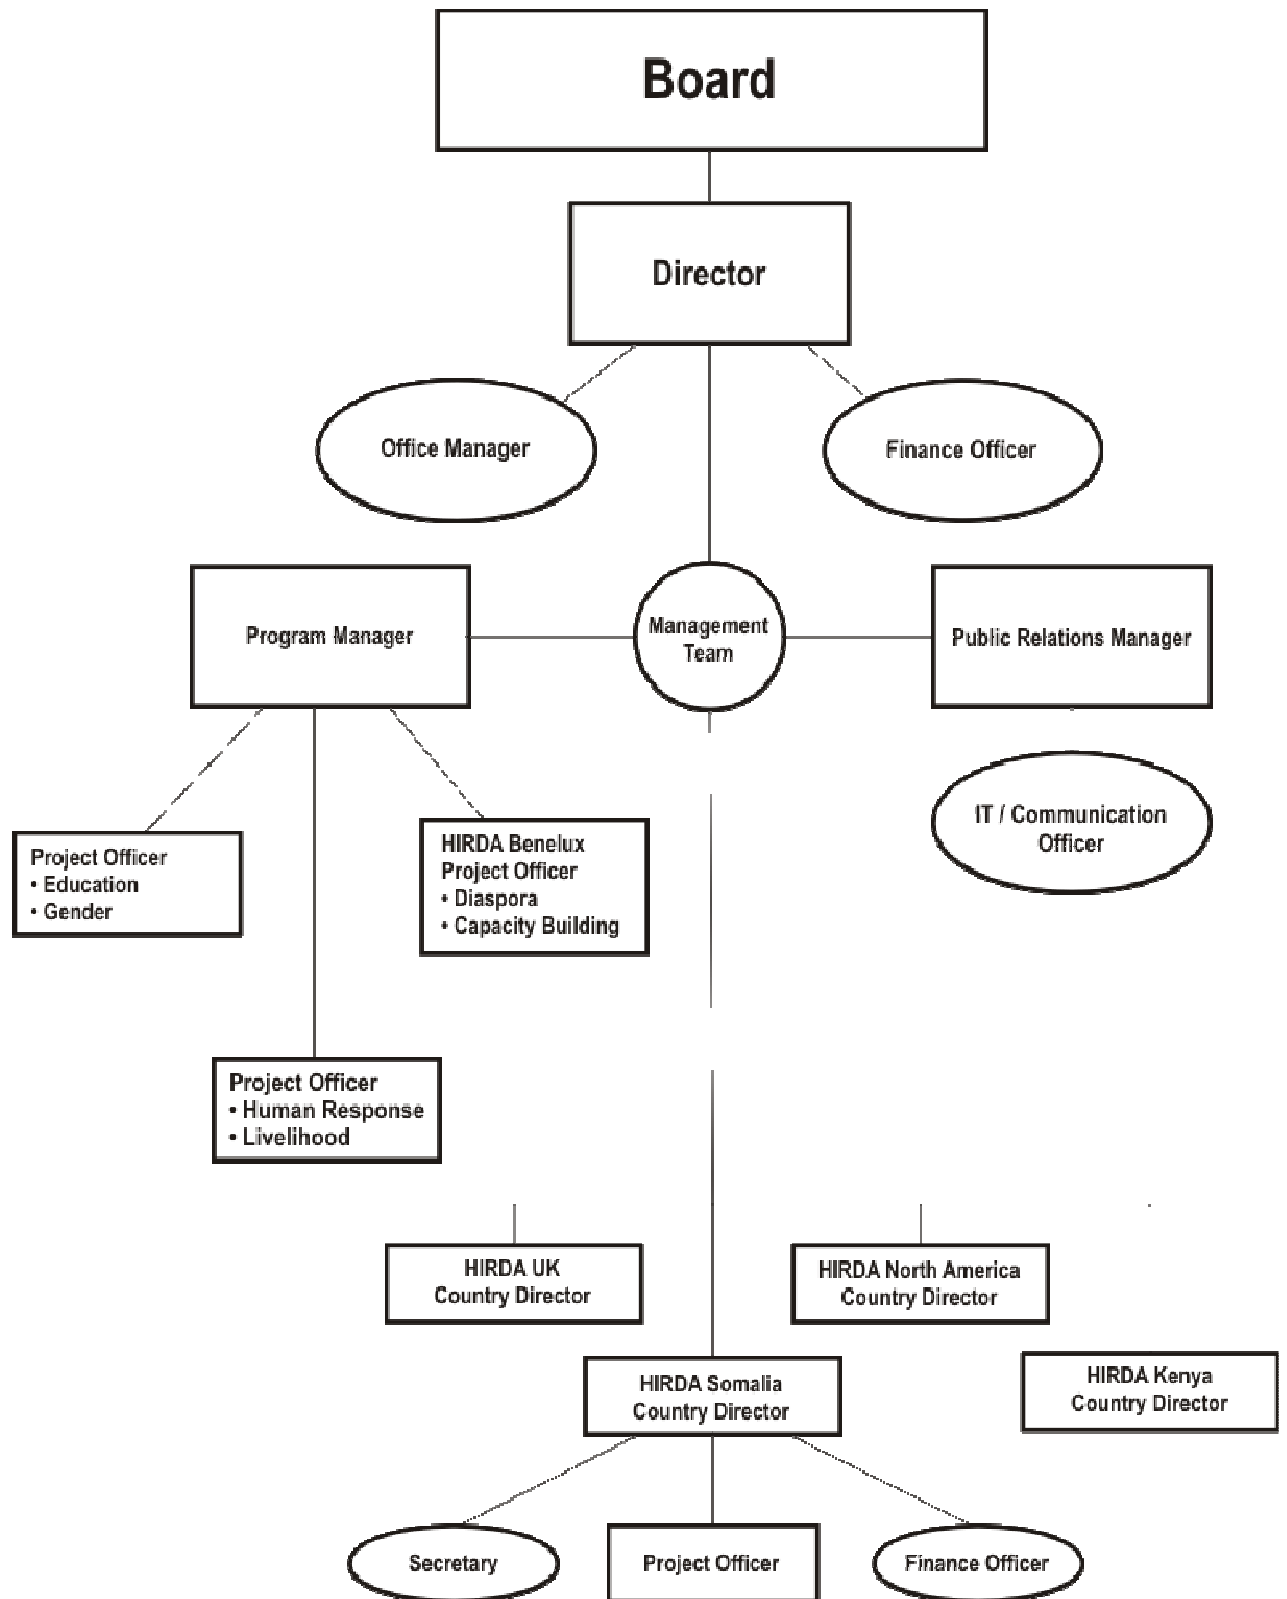 Board
Director
Office Manager
Finance Officer
Program Manager
Management
Team
Public Relations Manager
IT / Communication
Officer
Project Officer
• Education
• Gender
HIRDA Benelux
Project Officer
• Diaspora
• Capacity Building
Project Officer
• Human Response
• Livelihood
HIRDA UK
Country Director
HIRDA North America
Country Director
HIRDA Somalia
Country Director
HIRDA Kenya
Country Director
Secretary
Project Officer
Finance Officer